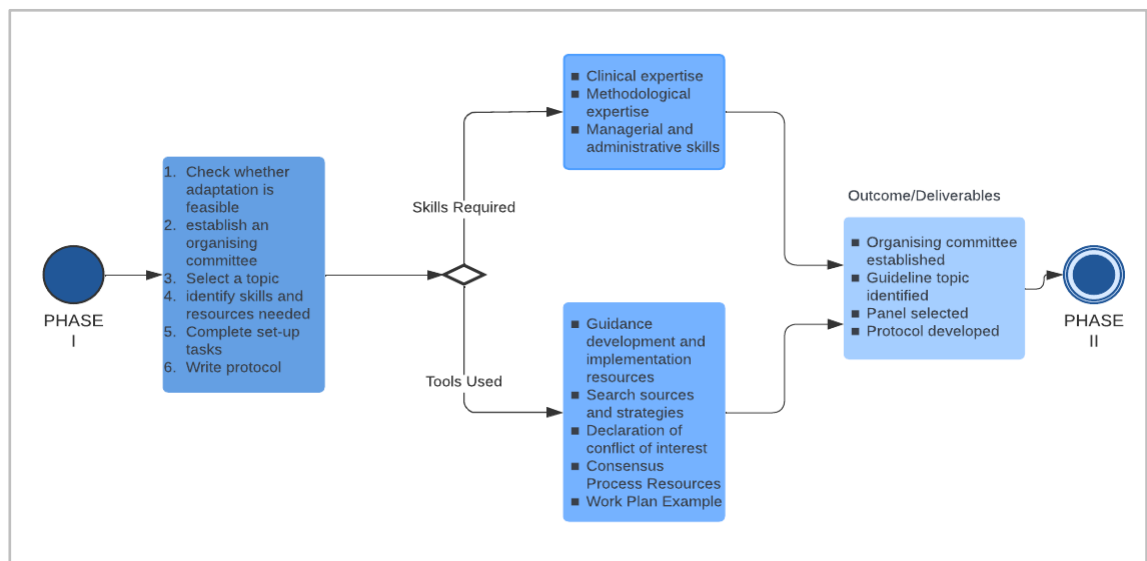 PHASE
I
1. Check whether
adaptation is
feasible
2. establish an
organising
committee
3. Select a topic
4. identify skills and
resources needed
5. Complete set-up
tasks
6. Write protocol
Skills Required
■ Clinical expertise
■ Methodological
expertise
■ Managerial and
administrative skills
Tools Used
■ Guidance
development and
implementation
resources
■ Search sources
and strategies
■ Declaration of
conflict of interest
■ Consensus
Process Resources
■ Work Plan Example
Outcome/Deliverables
■ Organising committee
established
■ Guideline topic
identified
■ Panel selected
■ Protocol developed
PHASE
II